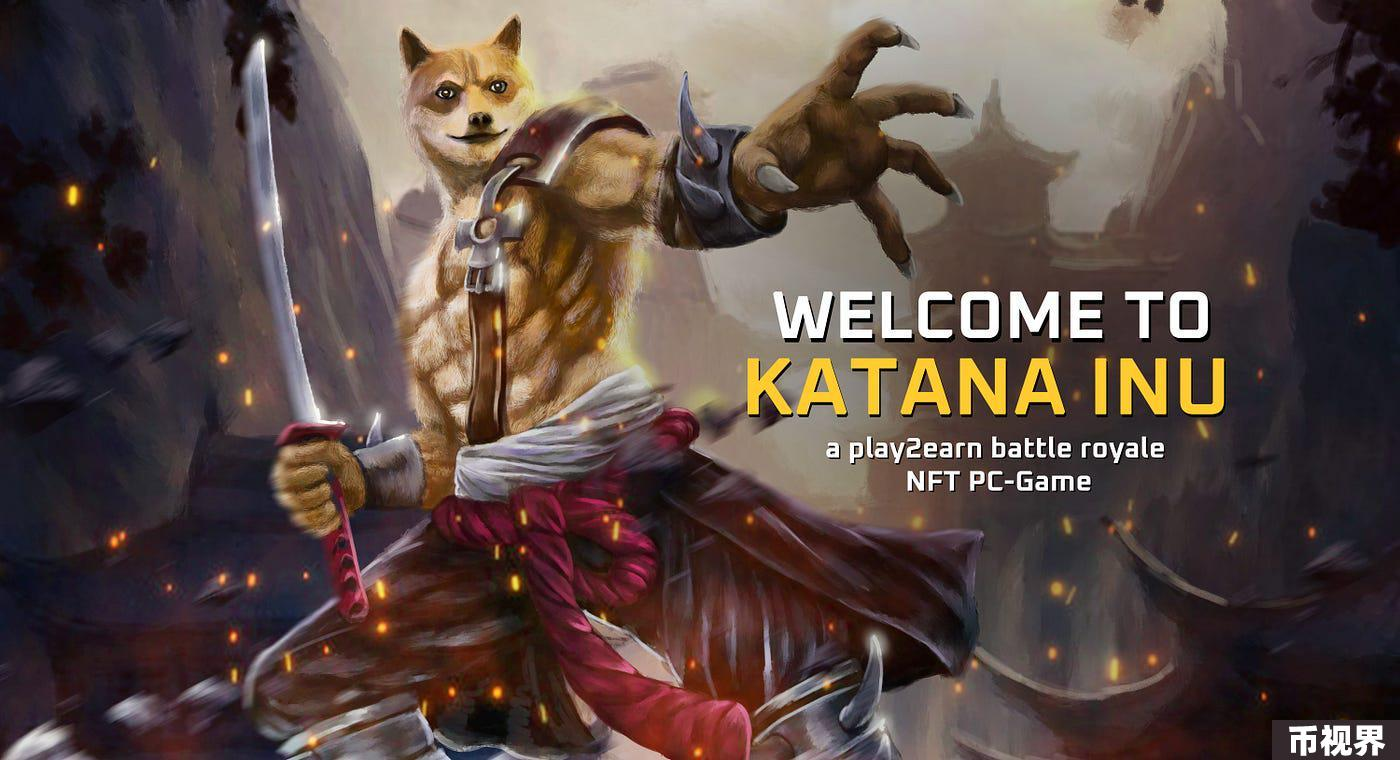 WELCOME TO
KATANA INU
a play2earn battle royale
NFT PC-Game
币视界